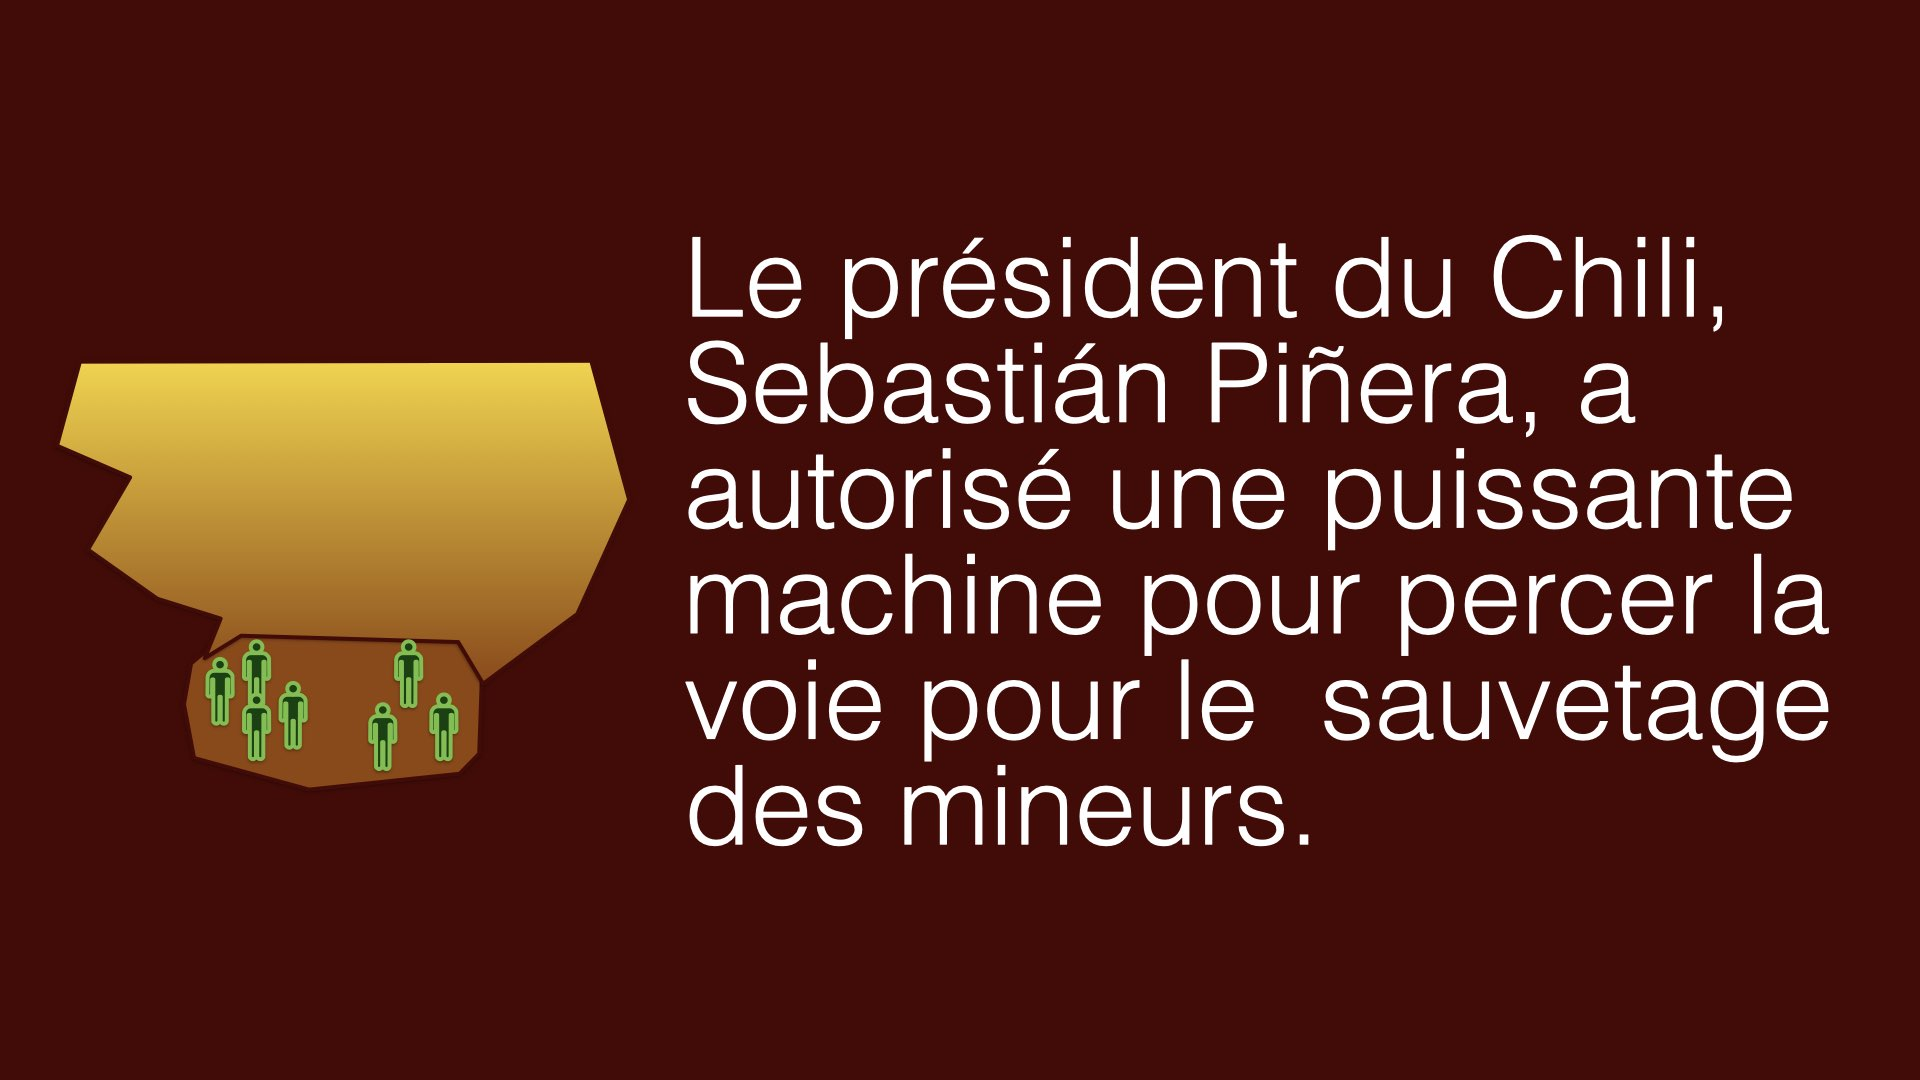 Le président du Chili,
Sebastián Piñera, a
autorisé une puissante
machine pour percer la
voie pour le  sauvetage
des mineurs.